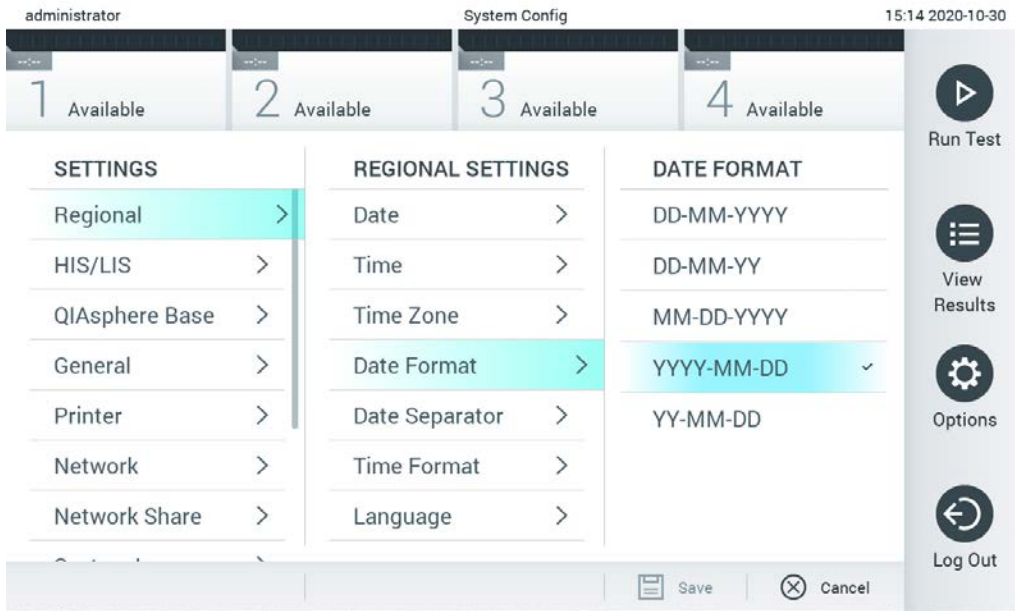 administrator
System Config
15:14 2020-10-30
--:--
--:--
--:--
--:--
1 Available
2 Available
3 Available
4 Available
Run Test
View
Results
Options
Log Out
SETTINGS
Regional
HIS/LIS
QIAsphere Base
General
Printer
Network
Network Share
REGIONAL SETTINGS
Date
Time
Time Zone
Date Format
Date Separator
Time Format
Language
DATE FORMAT
DD-MM-YYYY
DD-MM-YY
MM-DD-YYYY
YYYY-MM-DD
YY-MM-DD
Save
Cancel